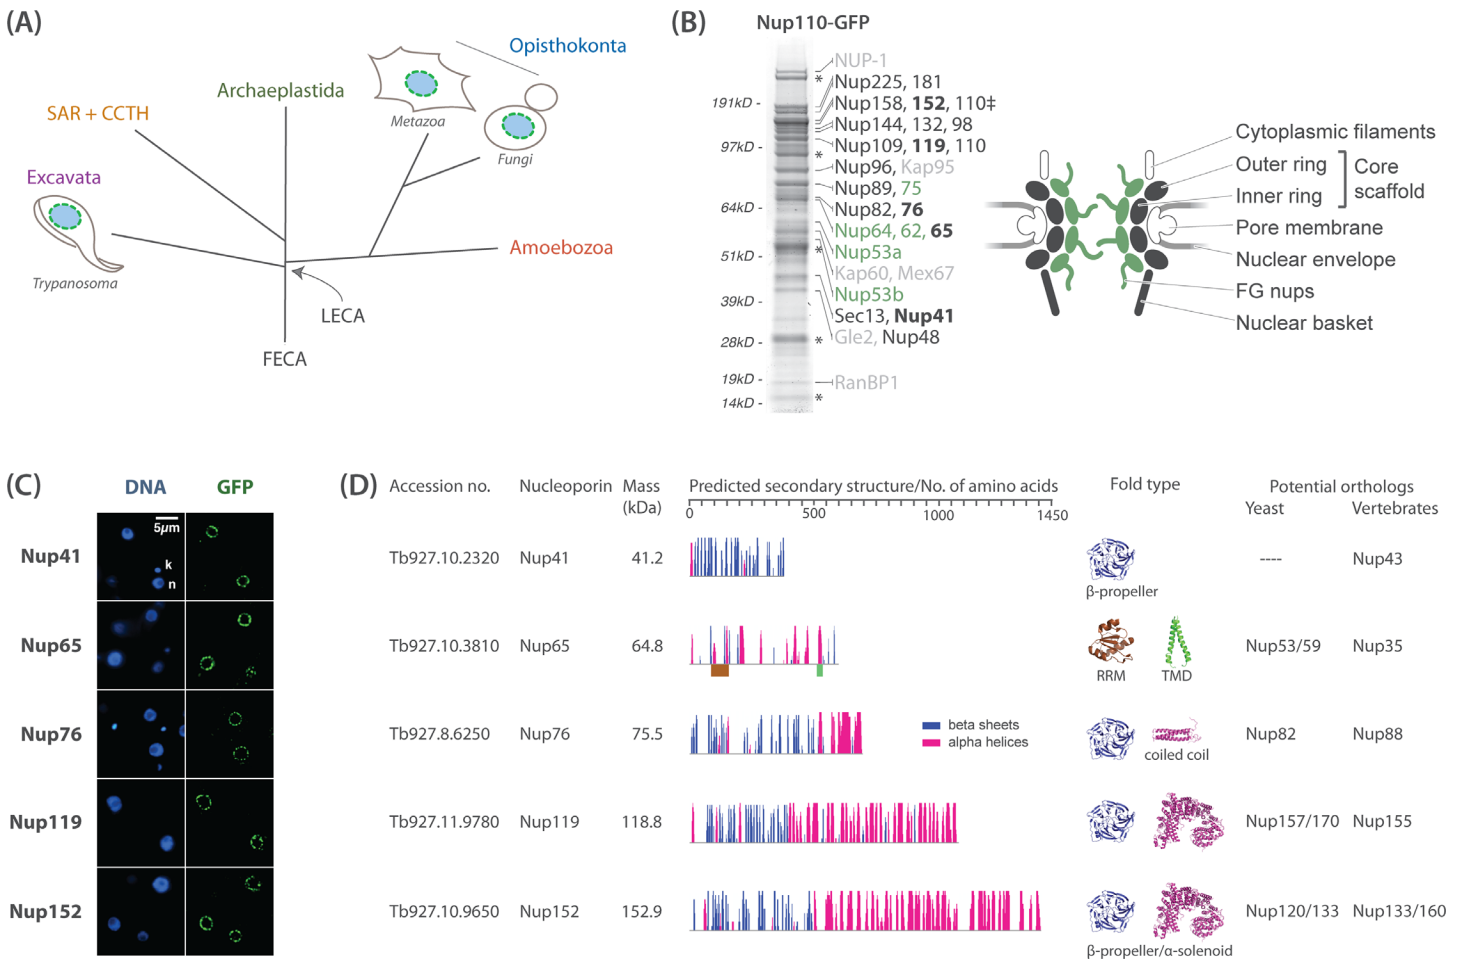 (A)
Opisthokonta
Archaeplastida
SAR + CCTH
Metazoa
Fungi
Excavata
Amoebozoa
Trypanosoma
LECA
FECA
(B)
Nup110-GFP
NUP-1
*
Nup225, 181
191kD -
Nup158, 152, 110‡
Nup144, 132, 98
97kD -
Nup109, 119, 110
*
Nup96, Kap95
Nup89, 75
64kD -
Nup82, 76
Nup64, 62, 65
51kD -
*
Nup53a
Kap60, Mex67
39kD -
Nup53b
Sec13, Nup41
28kD -
*
Gle2, Nup48
19kD -
RanBP1
14kD -
*
Cytoplasmic filaments
Outer ring
Inner ring
Core
scaffold
Pore membrane
Nuclear envelope
FG nups
Nuclear basket
(C)
DNA
GFP
5µm
Nup41
k
n
Nup65
Nup76
Nup119
Nup152
(D)
Accession no.
Nucleoporin
Mass
(kDa)
Predicted secondary structure/No. of amino acids
0
500
1000
1450
Fold type
Potential orthologs
Yeast
Vertebrates
Tb927.10.2320
Nup41
41.2
β-propeller
----
Nup43
Tb927.10.3810
Nup65
64.8
RRM
TMD
Nup53/59
Nup35
Tb927.8.6250
Nup76
75.5
beta sheets
alpha helices
coiled coil
Nup82
Nup88
Tb927.11.9780
Nup119
118.8
Nup157/170
Nup155
Tb927.10.9650
Nup152
152.9
β-propeller/α-solenoid
Nup120/133
Nup133/160